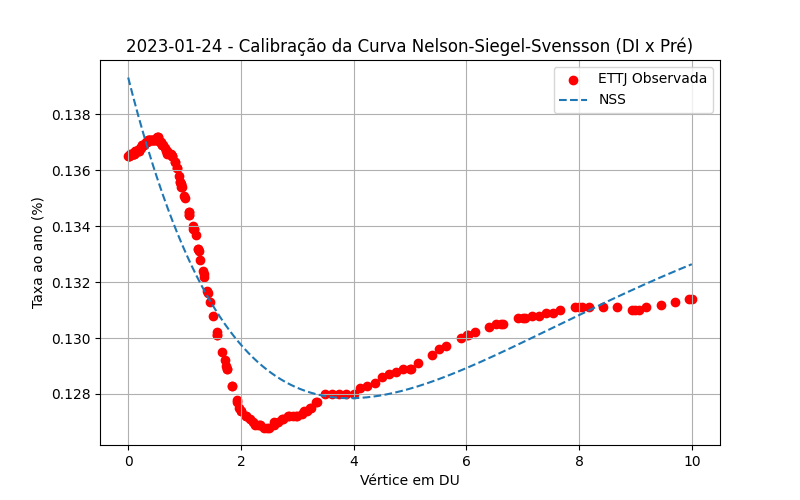 2023-01-24 - Calibração da Curva Nelson-Siegel-Svensson (DI x Pré)
ETTJ Observada
NSS
Taxa ao ano (%)
0.138
0.136
0.134
0.132
0.130
0.128
0 2 4 6 8 10
Vértice em DU